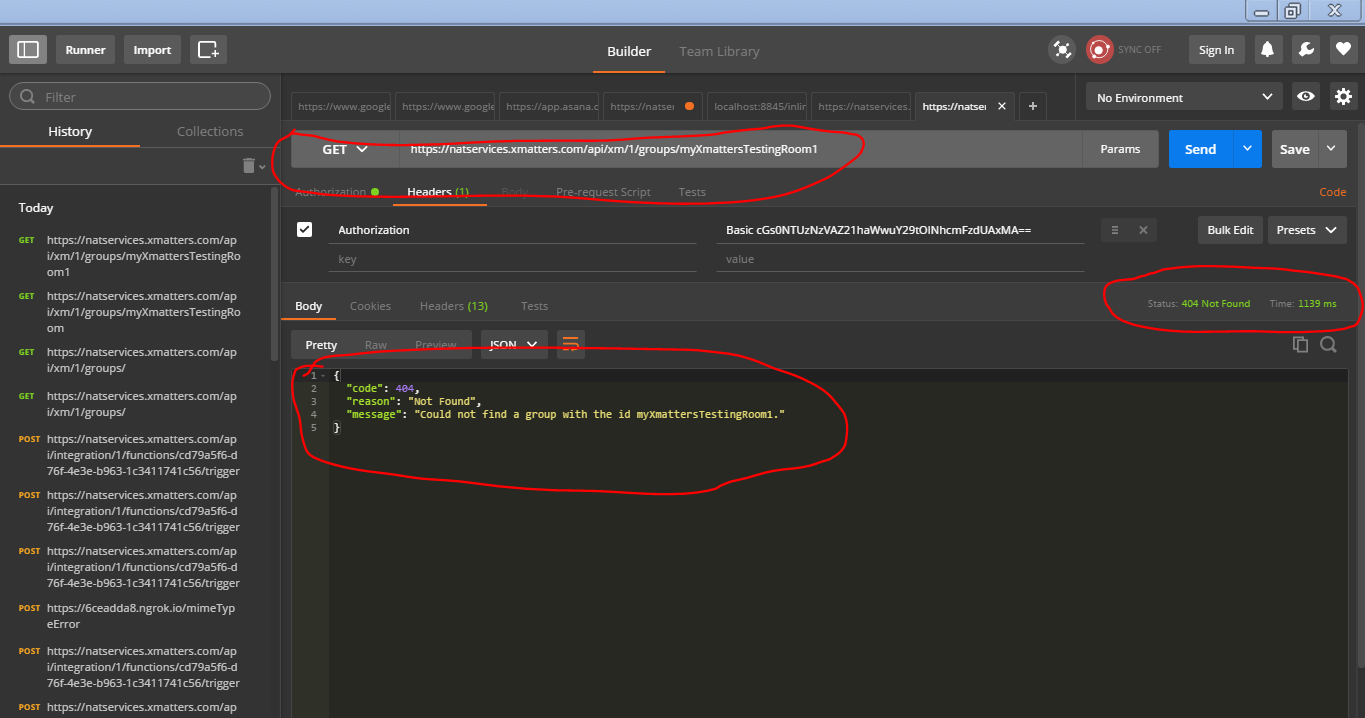 Runner
Import
Builder
Team Library
SYNC OFF
Sign In
Filter
History
Collections
https://www.google
https://www.google
https://app.asana.c
https://natser
localhost:8845/inlir
https://natservices.
https://natser
No Environment
GET
https://natservices.xmatters.com/api/xm/1/groups/myXmattersTestingRoom1
Params
Send
Save
Authorization
Headers (1)
Body
Pre-request Script
Tests
Code
Today
Authorization
Basic cGs0NTUzNzVAZ21haWwuY29tOlNhcmFzdUAxMA==
Bulk Edit
Presets
key
value
GET https://natservices.xmatters.com/ap
i/xm/1/groups/myXmattersTestingRo
om1
GET https://natservices.xmatters.com/ap
i/xm/1/groups/myXmattersTestingRo
om
GET https://natservices.xmatters.com/ap
i/xm/1/groups/
GET https://natservices.xmatters.com/ap
i/xm/1/groups/
POST https://natservices.xmatters.com/ap
i/integration/1/functions/cd79a5f6-d
76f-4e3e-b963-1c3411741c56/trigger
POST https://natservices.xmatters.com/ap
i/integration/1/functions/cd79a5f6-d
76f-4e3e-b963-1c3411741c56/trigger
POST https://natservices.xmatters.com/ap
i/integration/1/functions/cd79a5f6-d
76f-4e3e-b963-1c3411741c56/trigger
POST https://6ceadda8.ngrok.io/mimeTyp
eError
POST https://natservices.xmatters.com/ap
i/integration/1/functions/cd79a5f6-d
76f-4e3e-b963-1c3411741c56/trigger
POST https://natservices.xmatters.com/ap
Body
Cookies
Headers (13)
Tests
Status: 404 Not Found
Time: 1139 ms
Pretty
Raw
Preview
JSON
1 {
2 "code": 404,
3 "reason": "Not Found",
4 "message": "Could not find a group with the id myXmattersTestingRoom1."
5 }